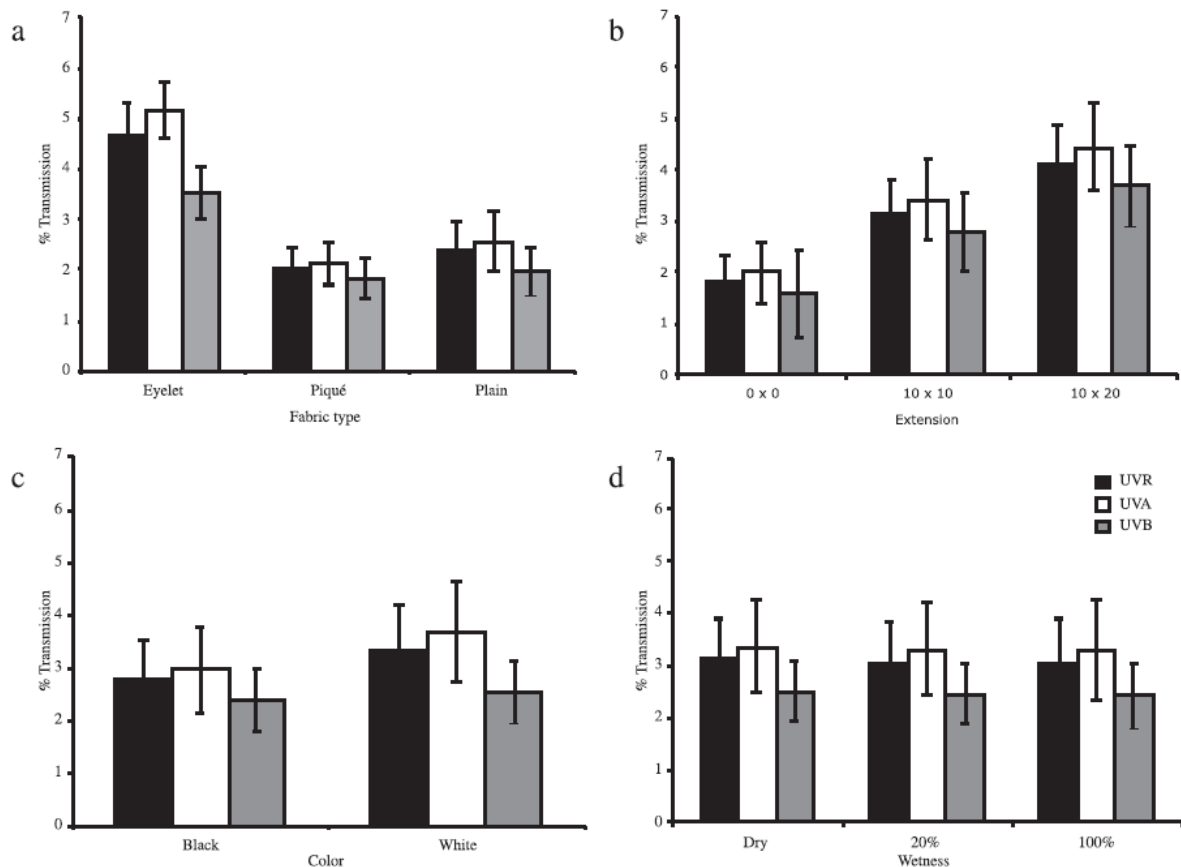 a
7
6
5
4
3
2
1
0
% Transmission
Eyelet Piqué Plain
Fabric type
b
7
6
5
4
3
2
1
0
% Transmission
0 x 0 10 x 10 10 x 20
Extension
c
7
6
5
4
3
2
1
0
% Transmission
Black White
Color
d
7
6
5
4
3
2
1
0
% Transmission
UVR
UVA
UVB
Dry 20% 100%
Wetness